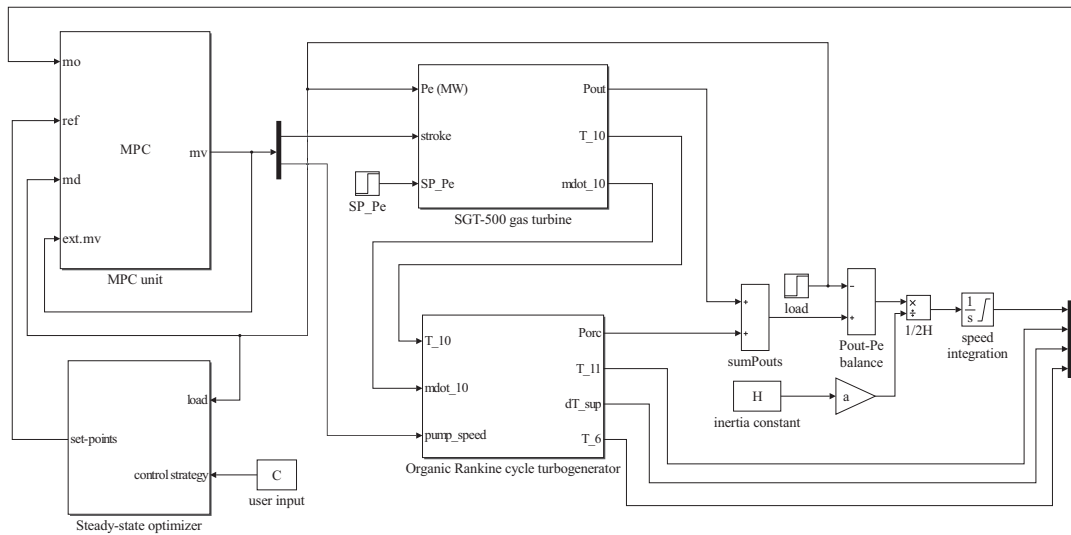 mo
ref
md
ext.mv
MPC
mv
MPC unit
Pe (MW)
stroke
SP_Pe
Pout
T_10
mdot_10
SP_Pe
SGT-500 gas turbine
T_10
mdot_10
pump_speed
Porc
T_11
dT_sup
T_6
Organic Rankine cycle turbogenerator
load
control strategy
set-points
Steady-state optimizer
C
user input
+
+
sumPouts
load
−
+
Pout-Pe
balance
×
÷
1/2H
1
s
speed
integration
H
inertia constant
a